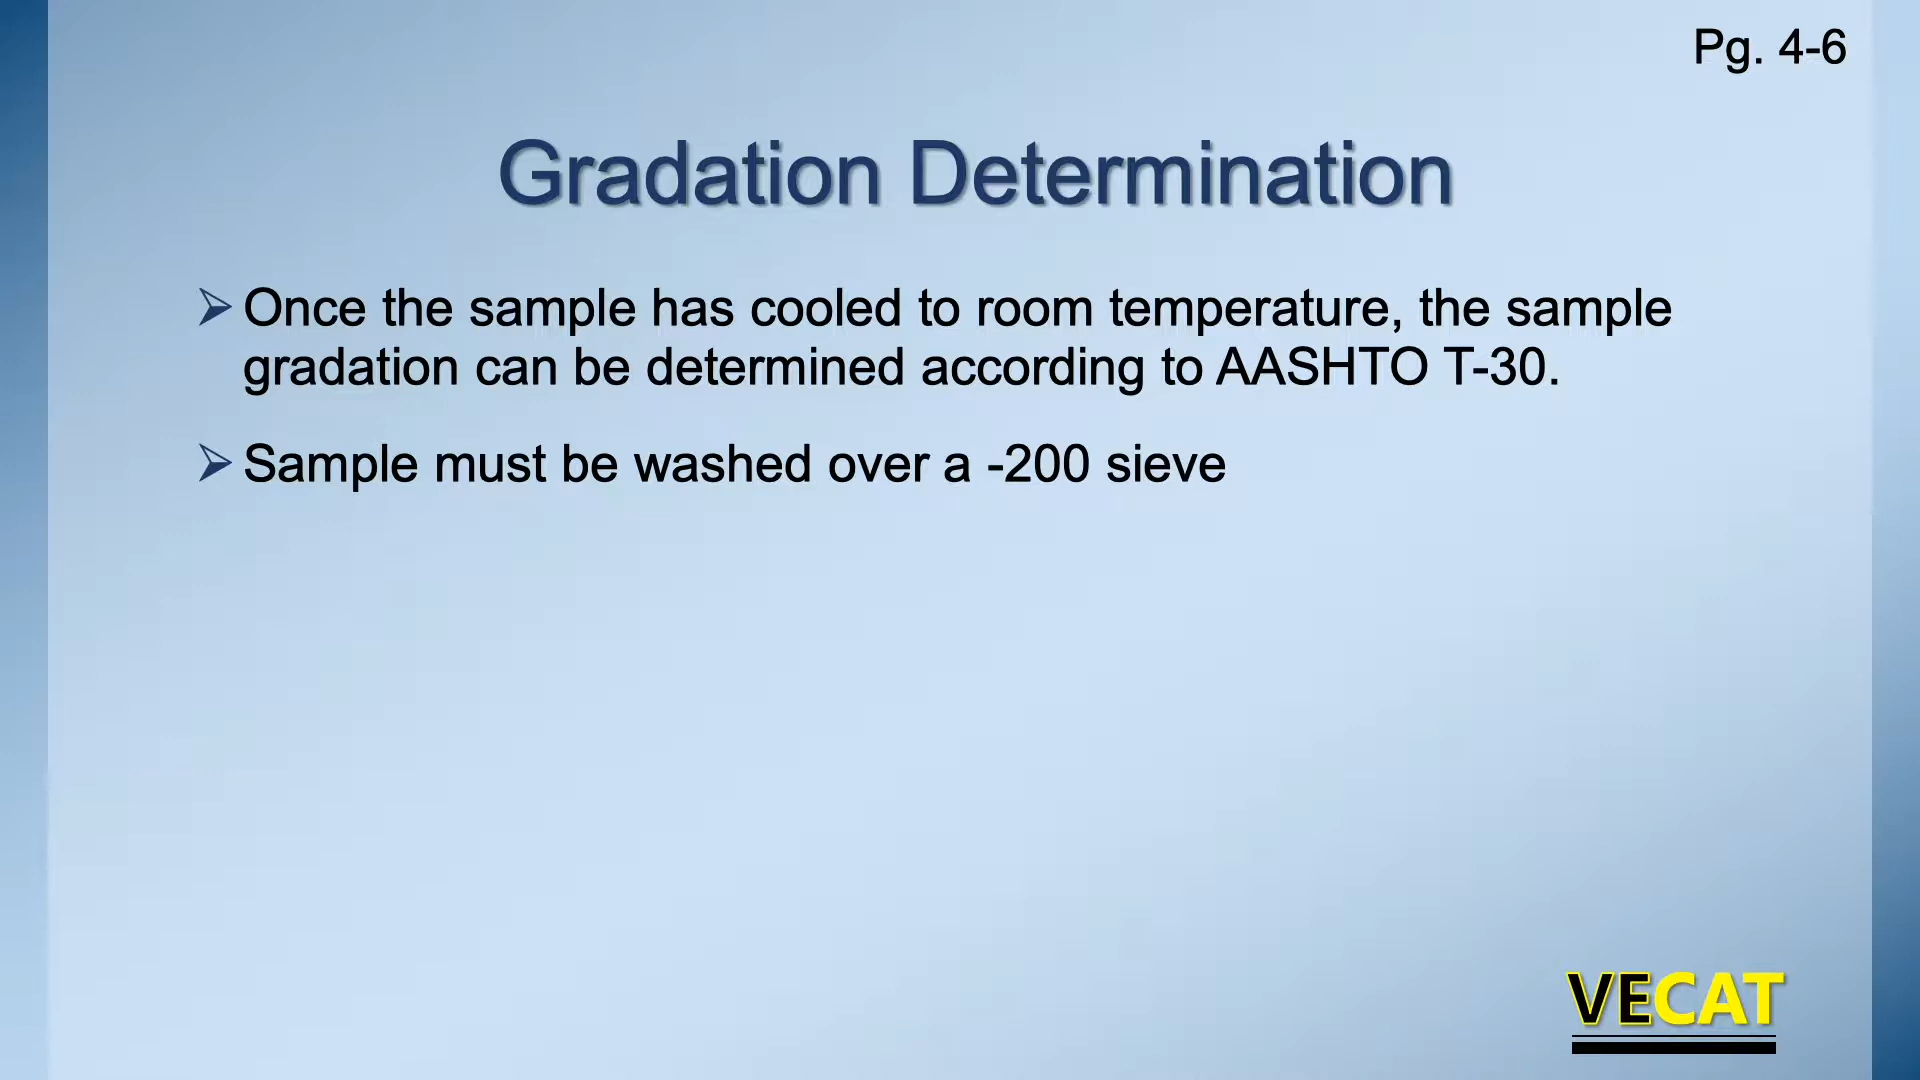 Pg. 4-6
Gradation Determination
Once the sample has cooled to room temperature, the sample
gradation can be determined according to AASHTO T-30.
Sample must be washed over a -200 sieve
VECAT